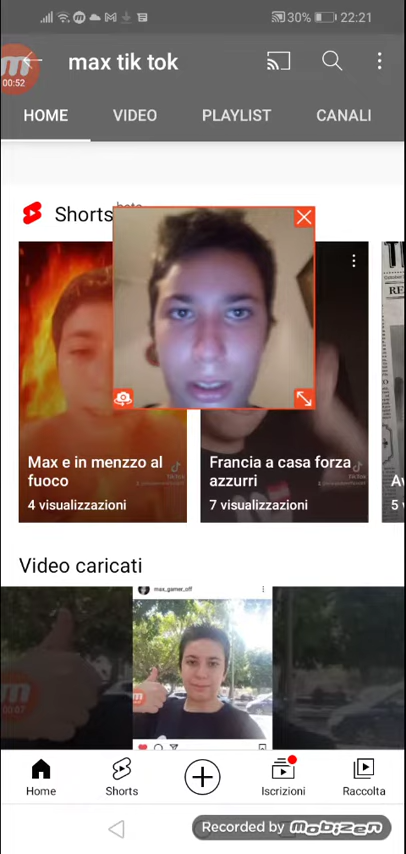 30% 22:21
max tik tok
00:52
HOME VIDEO PLAYLIST CANALI
Shorts beta
Max e in menzzo al fuoco
4 visualizzazioni
Francia a casa forza azzurri
7 visualizzazioni
5
Video caricati
max_gamer_off
00:07
Home Shorts Iscrizioni Raccolta
Recorded by mobizen